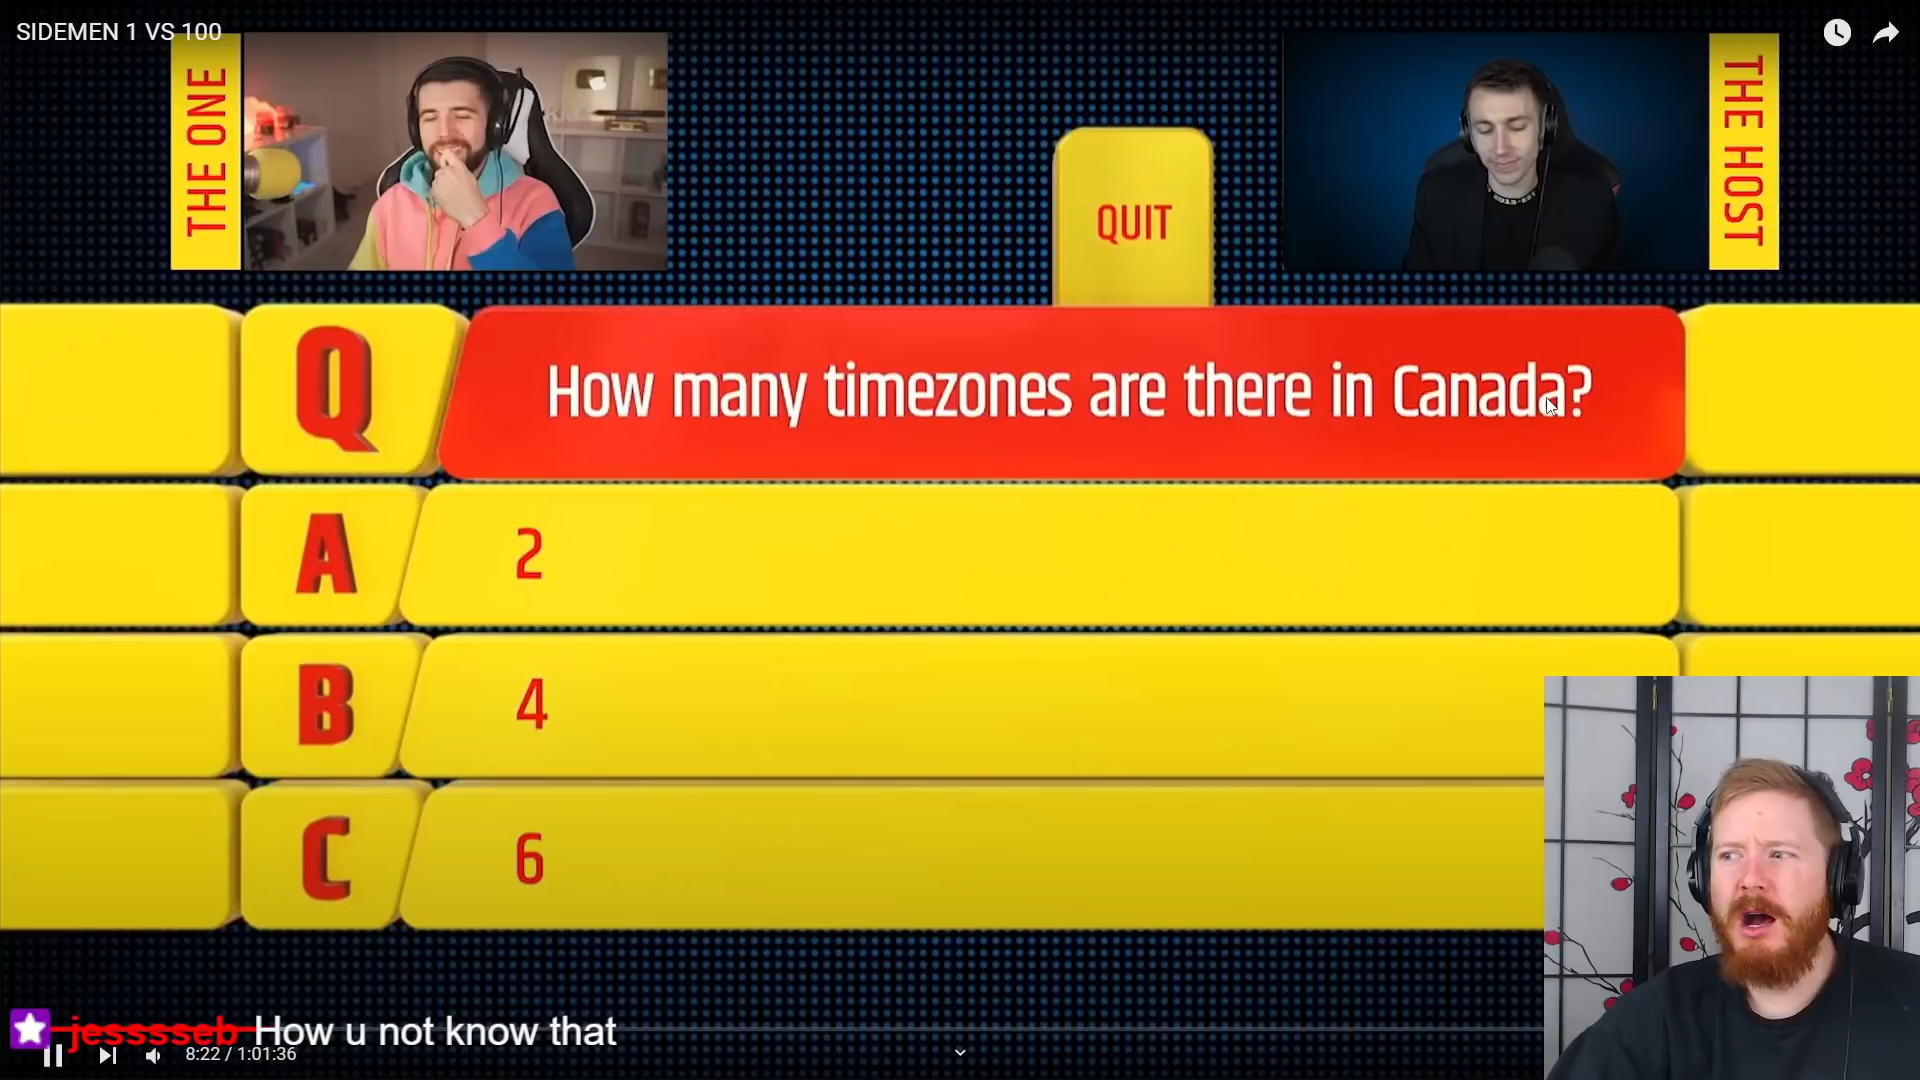 SIDEMEN 1 VS 100
THE ONE
THE HOST
QUIT
Q
How many timezones are there in Canada?
A
2
B
4
C
6
jesssseb How u not know that
8:22 / 1:01:36